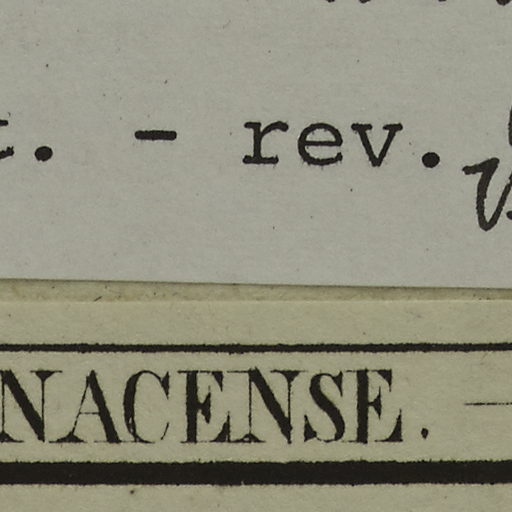 . - rev.
NACENSE. —